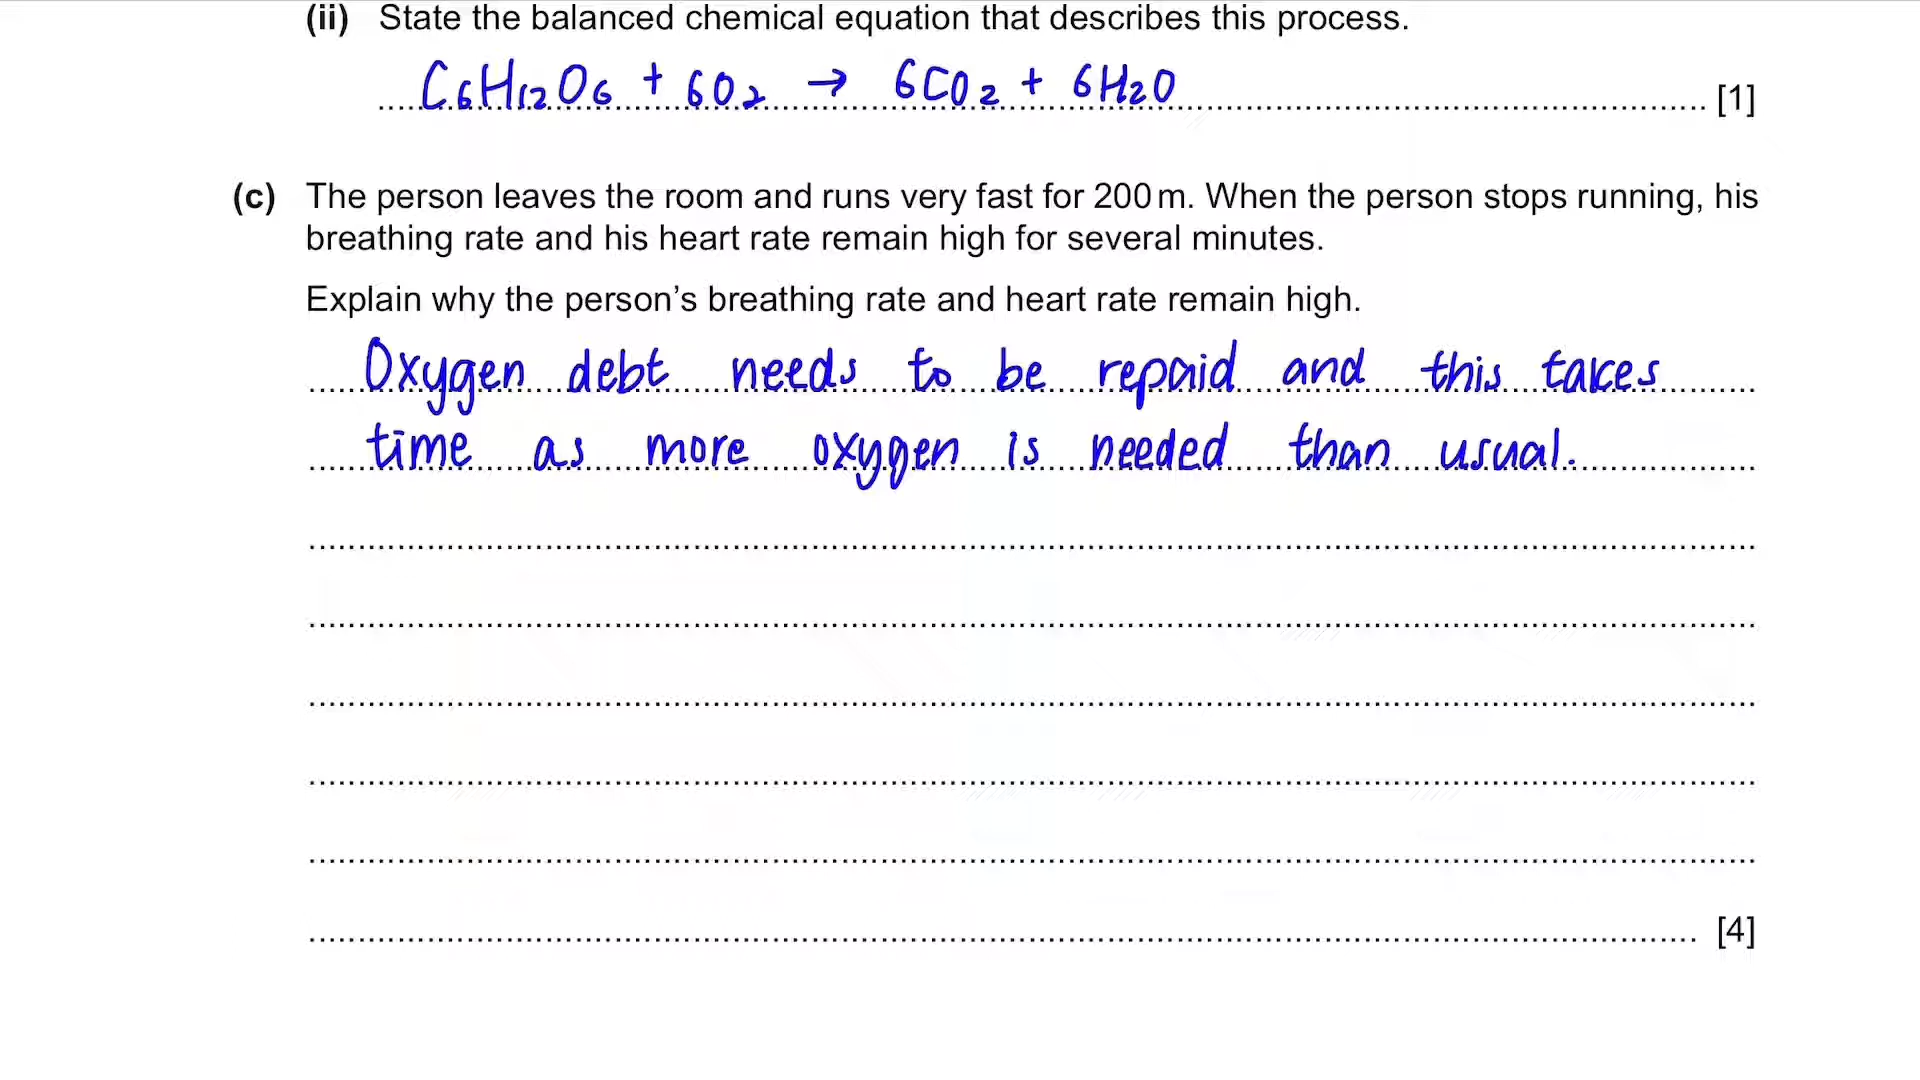 (ii) State the balanced chemical equation that describes this process.
C6H12O6 + 6O2 → 6CO2 + 6H2O [1]
(c) The person leaves the room and runs very fast for 200 m. When the person stops running, his
breathing rate and his heart rate remain high for several minutes.
Explain why the person's breathing rate and heart rate remain high.
Oxygen debt needs to be repaid and this takes
time as more oxygen is needed than usual.
[4]